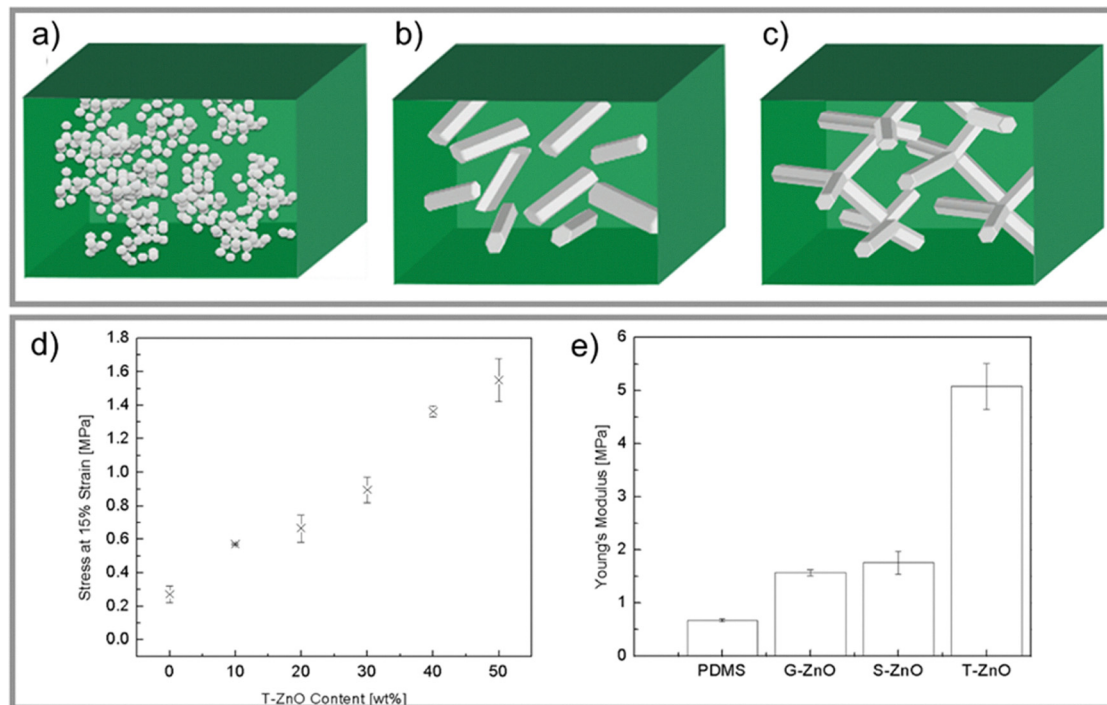 a)
b)
c)
d)
1.8
1.6
1.4
1.2
1.0
0.8
0.6
0.4
0.2
0.0
Stress at 15% Strain [MPa]
0 10 20 30 40 50
T-ZnO Content [wt%]
e)
6
5
4
3
2
1
0
Young's Modulus [MPa]
PDMS G-ZnO S-ZnO T-ZnO